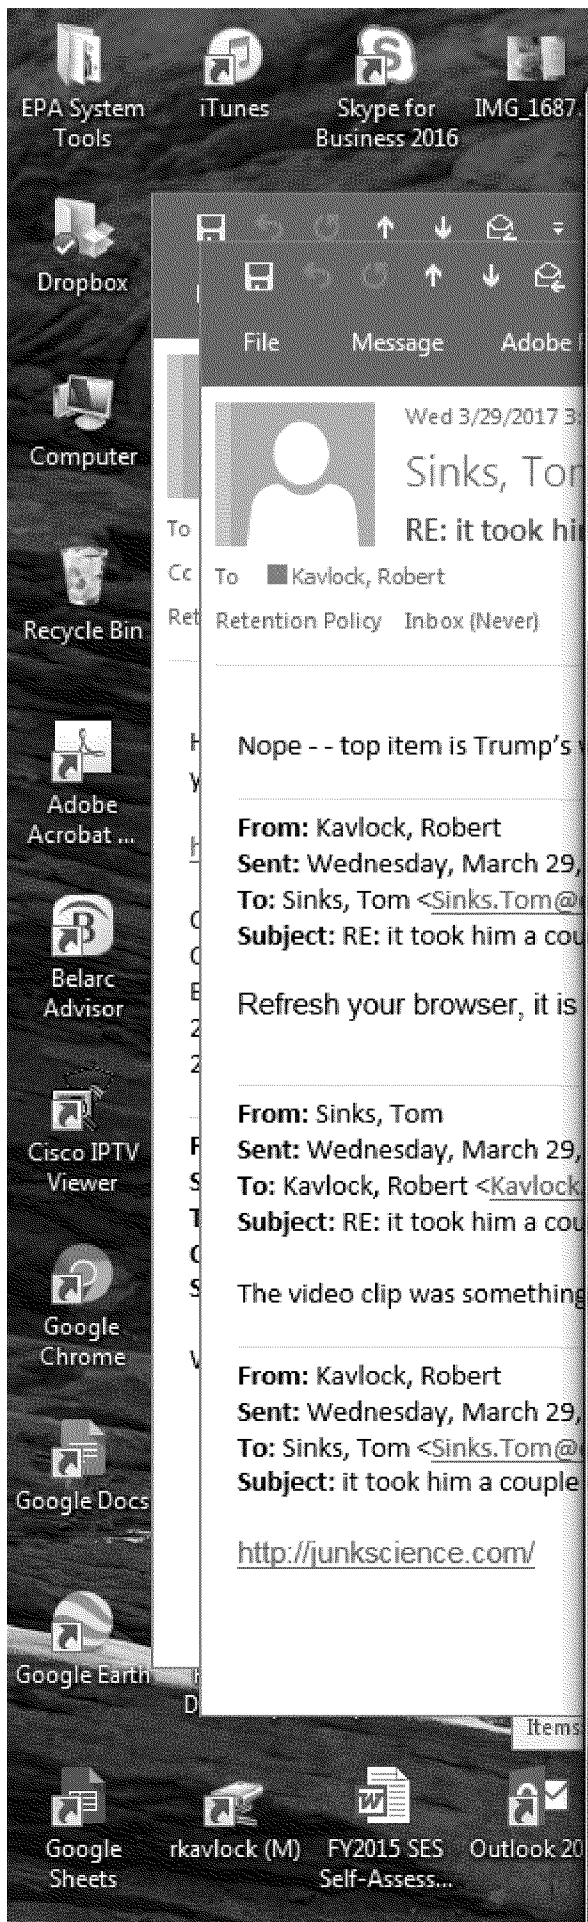 EPA System
Tools
iTunes
Skype for
Business 2016
IMG_1687.
Dropbox
Computer
Recycle Bin
Adobe
Acrobat ...
Belarc
Advisor
Cisco IPTV
Viewer
Google
Chrome
Google Docs
Google Earth
Google
Sheets
rkavlock (M)
FY2015 SES
Self-Assess...
Outlook 20
To
Cc
Ret
File Message Adobe
Wed 3/29/2017 3:
Sinks, Tom
RE: it took hi
To Kavlock, Robert
Retention Policy Inbox (Never)
Nope - - top item is Trump's
From: Kavlock, Robert
Sent: Wednesday, March 29,
To: Sinks, Tom <Sinks.Tom@
Subject: RE: it took him a cou
Refresh your browser, it is
From: Sinks, Tom
Sent: Wednesday, March 29,
To: Kavlock, Robert <Kavlock
Subject: RE: it took him a cou
The video clip was something
From: Kavlock, Robert
Sent: Wednesday, March 29,
To: Sinks, Tom <Sinks.Tom@
Subject: it took him a couple
http://junkscience.com/
Items